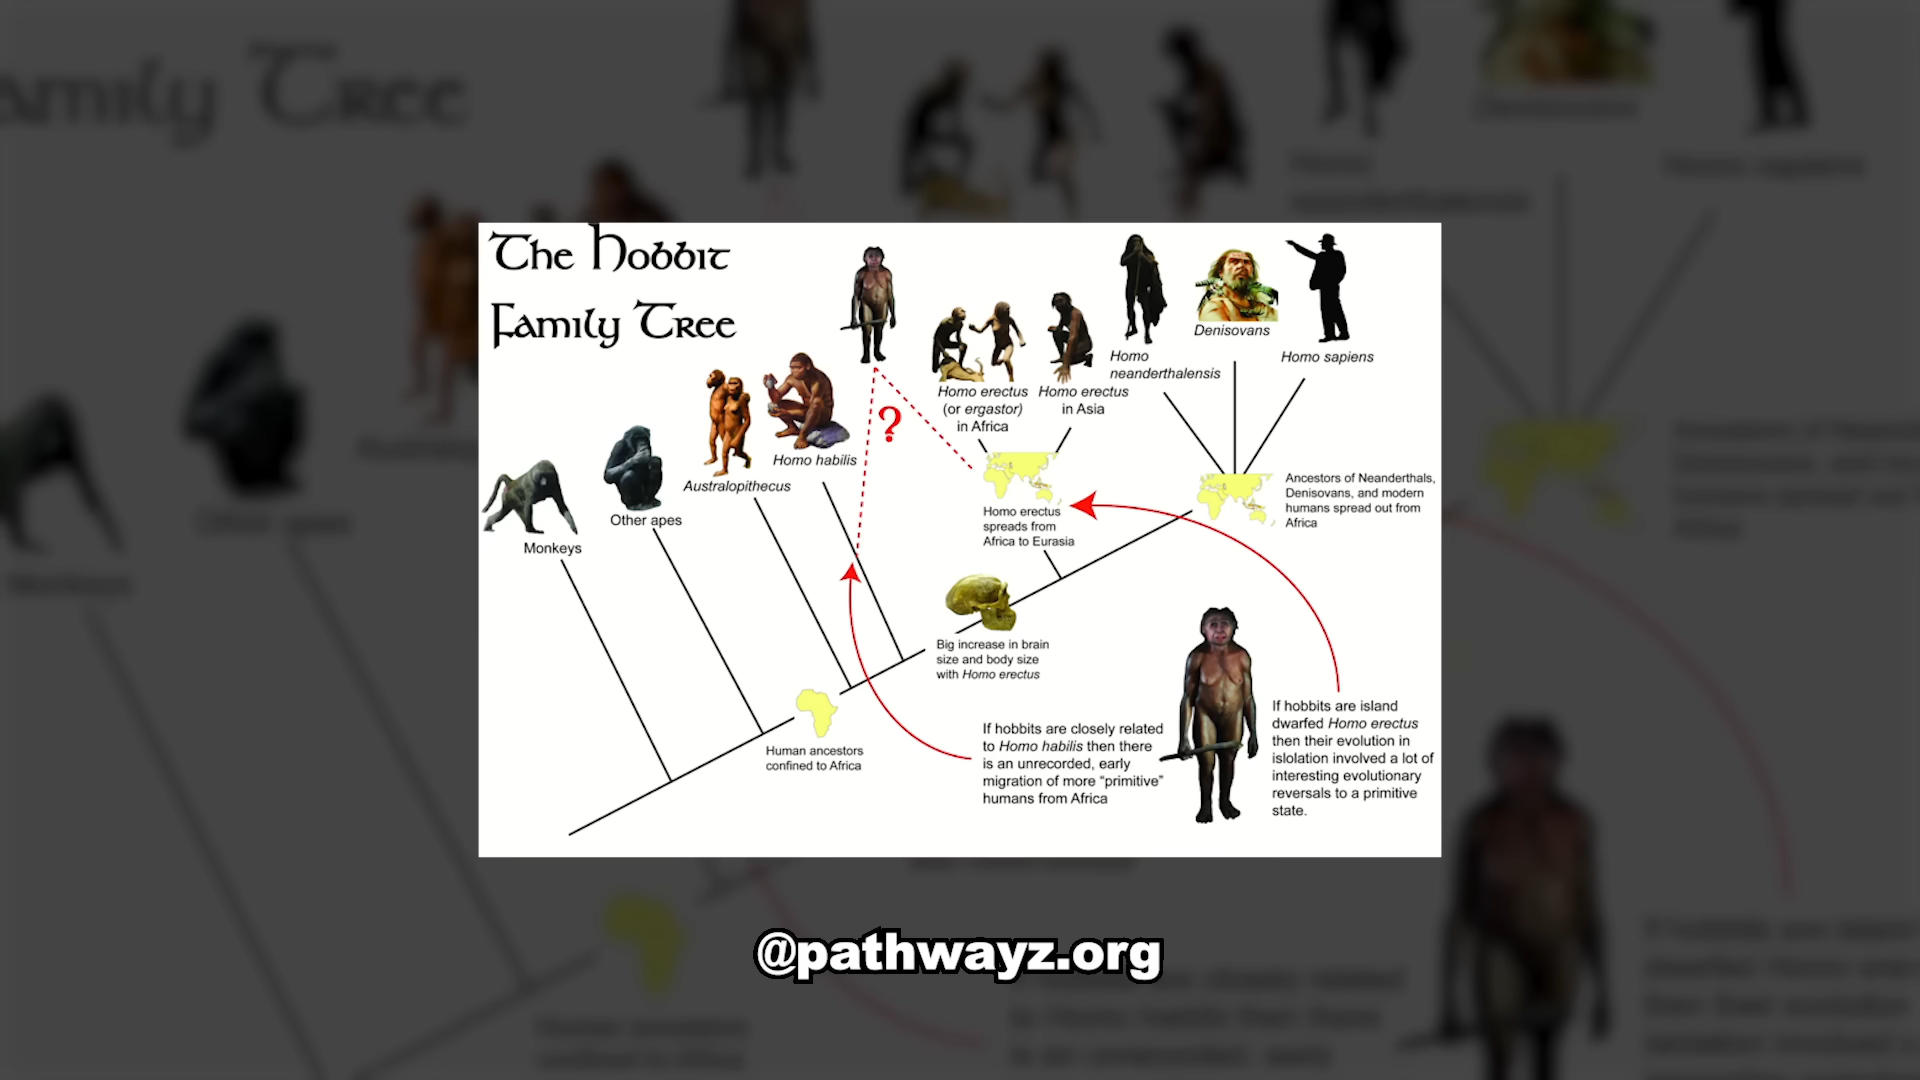 The Hobbit
Family Tree
Monkeys
Other apes
Australopithecus
Homo habilis
?
Homo erectus
(or ergastor)
in Africa
Homo erectus
in Asia
Homo
neanderthalensis
Denisovans
Homo sapiens
Homo erectus
spreads from
Africa to Eurasia
Ancestors of Neanderthals,
Denisovans, and modern
humans spread out from
Africa
Big increase in brain
size and body size
with Homo erectus
Human ancestors
confined to Africa
If hobbits are closely related
to Homo habilis then there
is an unrecorded, early
migration of more “primitive”
humans from Africa
If hobbits are island
dwarfed Homo erectus
then their evolution in
islolation involved a lot of
interesting evolutionary
reversals to a primitive
state.
@pathwayz.org